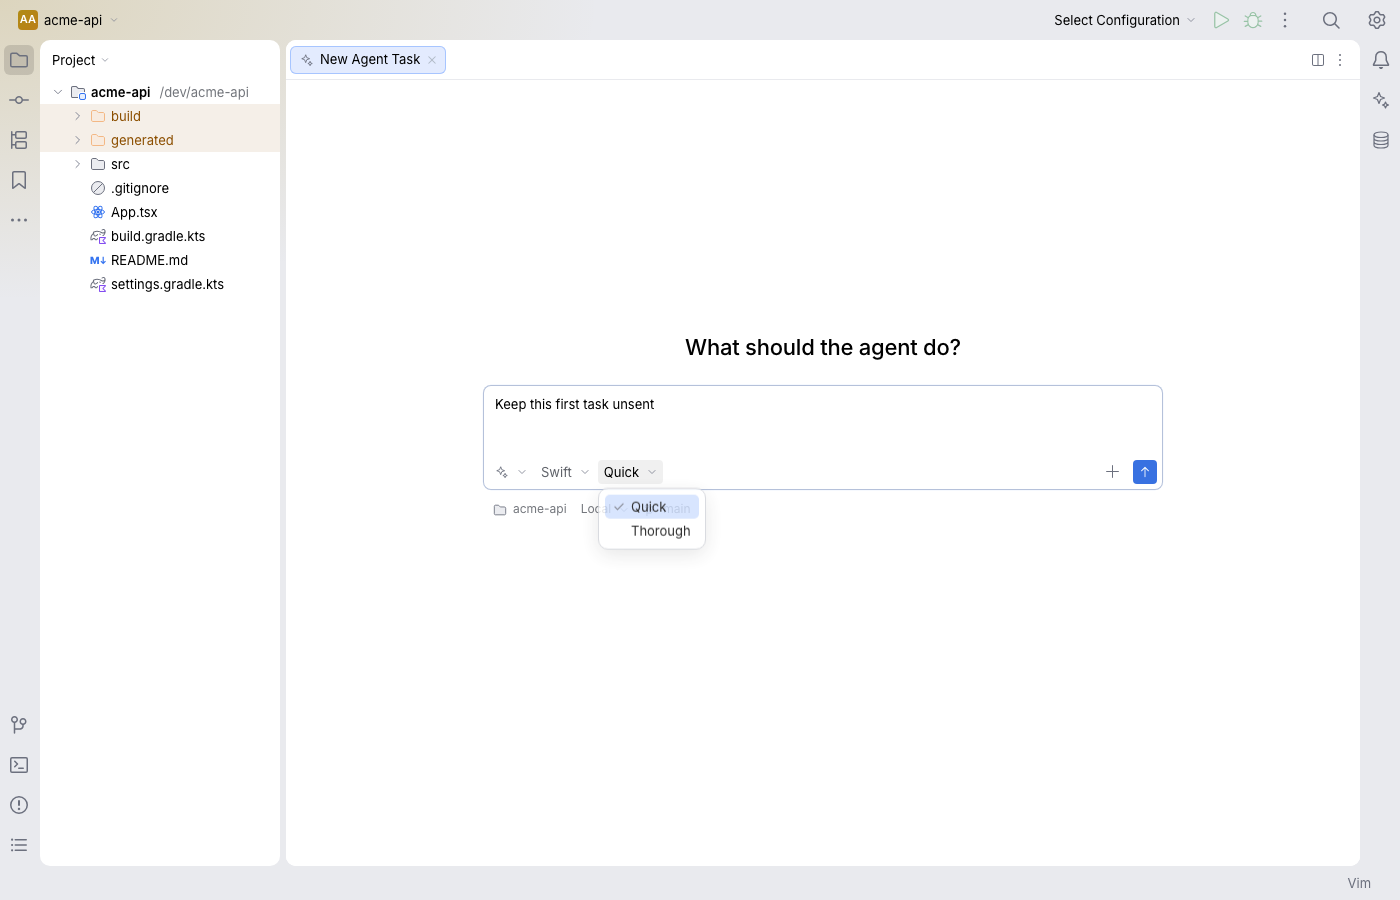 AA acme-api
Select Configuration
Project
New Agent Task
acme-api /dev/acme-api
build
generated
src
.gitignore
App.tsx
build.gradle.kts
M↓ README.md
settings.gradle.kts
What should the agent do?
Keep this first task unsent
Swift
Quick
acme-api
Quick
Thorough
Vim